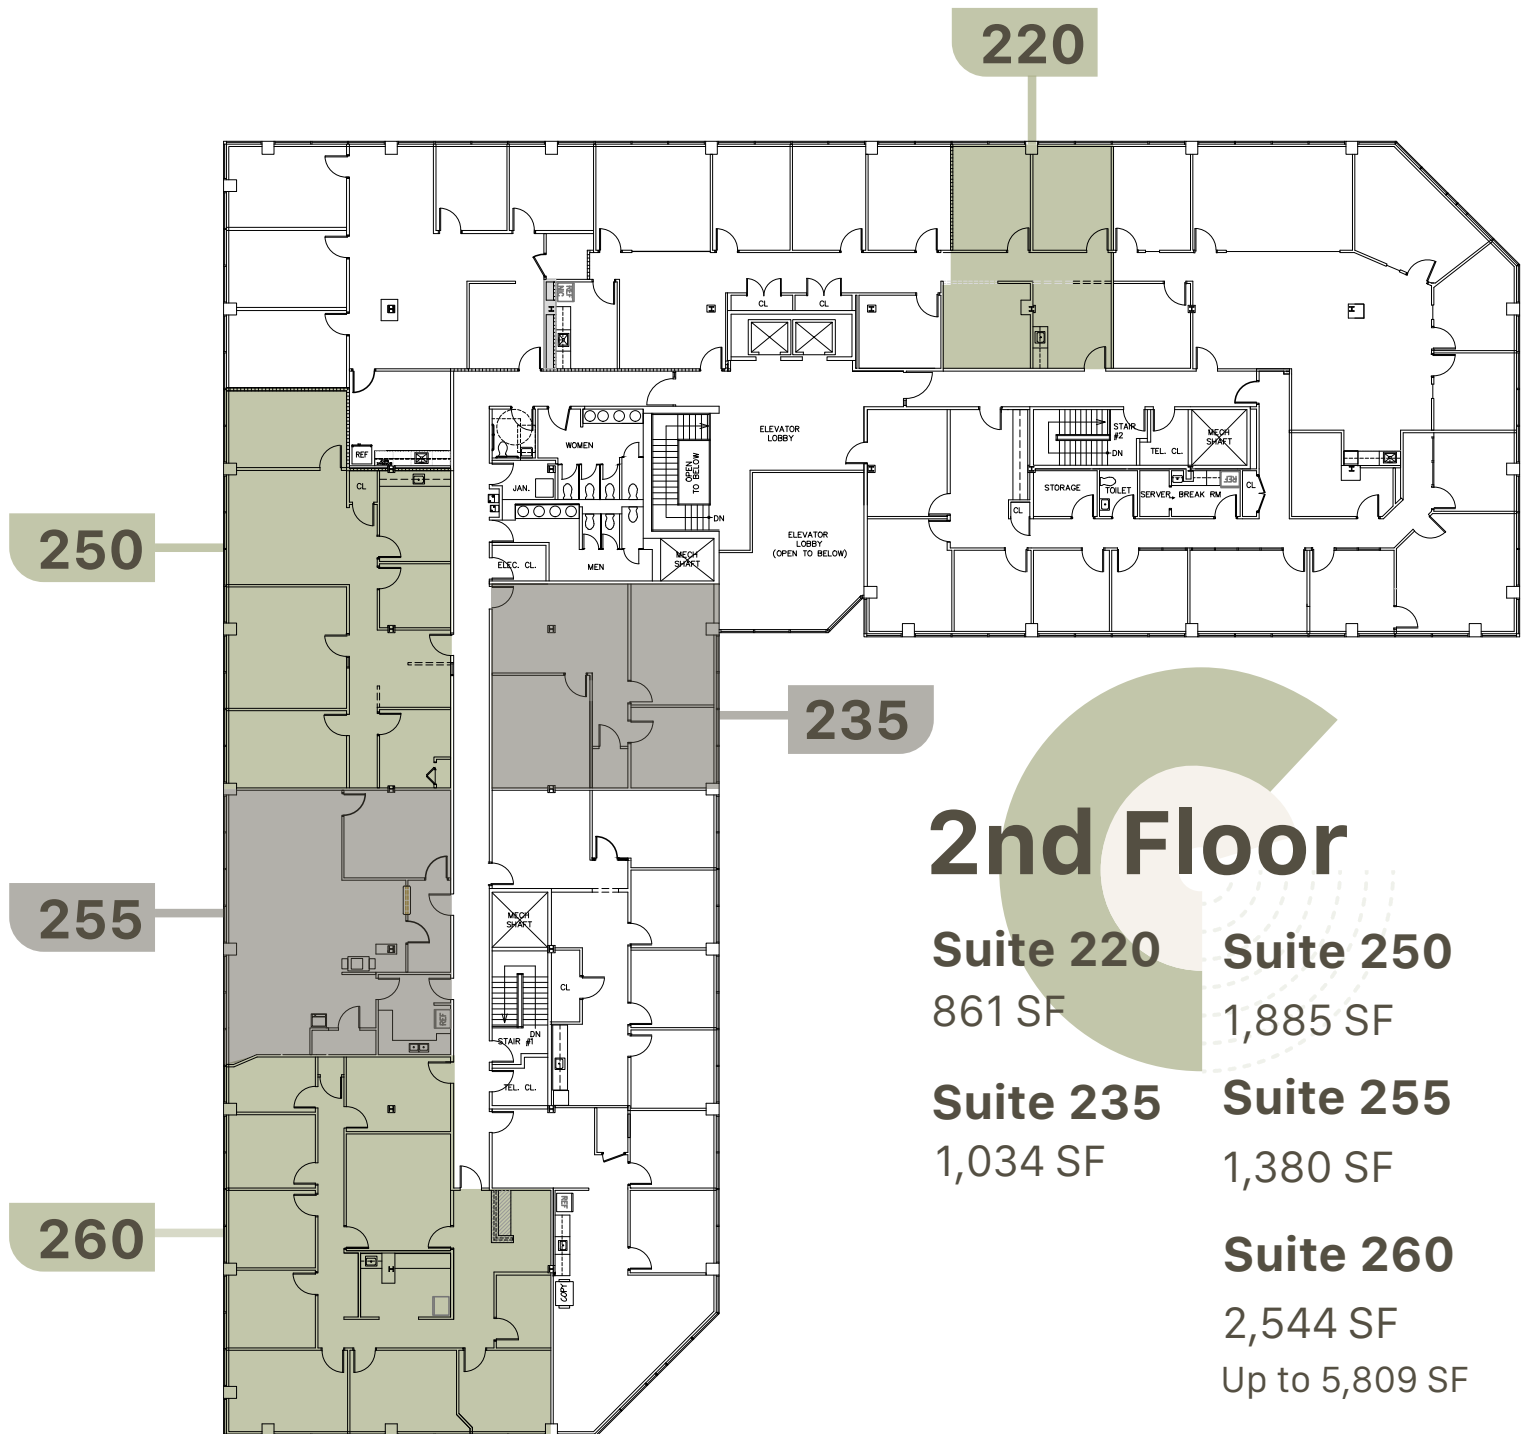 220
REF
NIC
CL
CL
ELEVATOR
LOBBY
STAIR
#2
DN
TEL. CL.
MECH
SHAFT
WOMEN
OPEN
TO BELOW
DN
REF
CL
JAN.
STORAGE
TOILET
SERVER
BREAK RM
REF
CL
CL
ELEVATOR
LOBBY
(OPEN TO BELOW)
250
ELEC. CL.
MEN
MECH
SHAFT
235
2nd Floor
255
MECH
SHAFT
CL
REF
DN
STAIR #1
TEL. CL.
Suite 220
861 SF
Suite 235
1,034 SF
Suite 250
1,885 SF
Suite 255
1,380 SF
Suite 260
2,544 SF
Up to 5,809 SF
260
REF
COPY